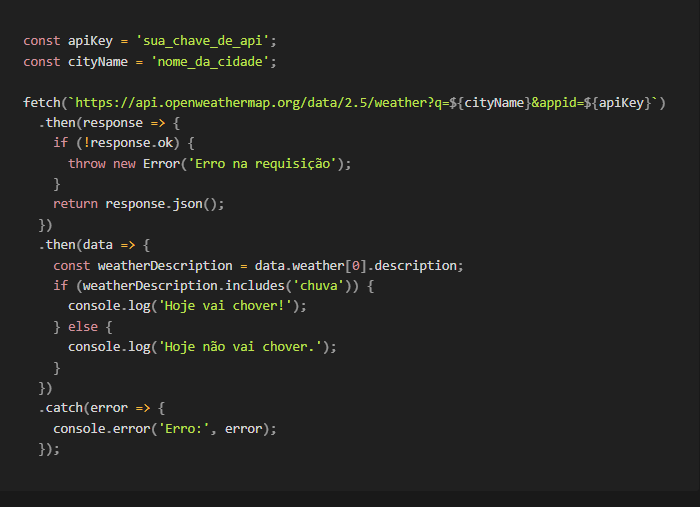 const apiKey = 'sua_chave_de_api';
const cityName = 'nome_da_cidade';
fetch(`https://api.openweathermap.org/data/2.5/weather?q=${cityName}&appid=${apiKey}`)
.then(response => {
if (!response.ok) {
throw new Error('Erro na requisição');
}
return response.json();
})
.then(data => {
const weatherDescription = data.weather[0].description;
if (weatherDescription.includes('chuva')) {
console.log('Hoje vai chover!');
} else {
console.log('Hoje não vai chover.');
}
})
.catch(error => {
console.error('Erro:', error);
});